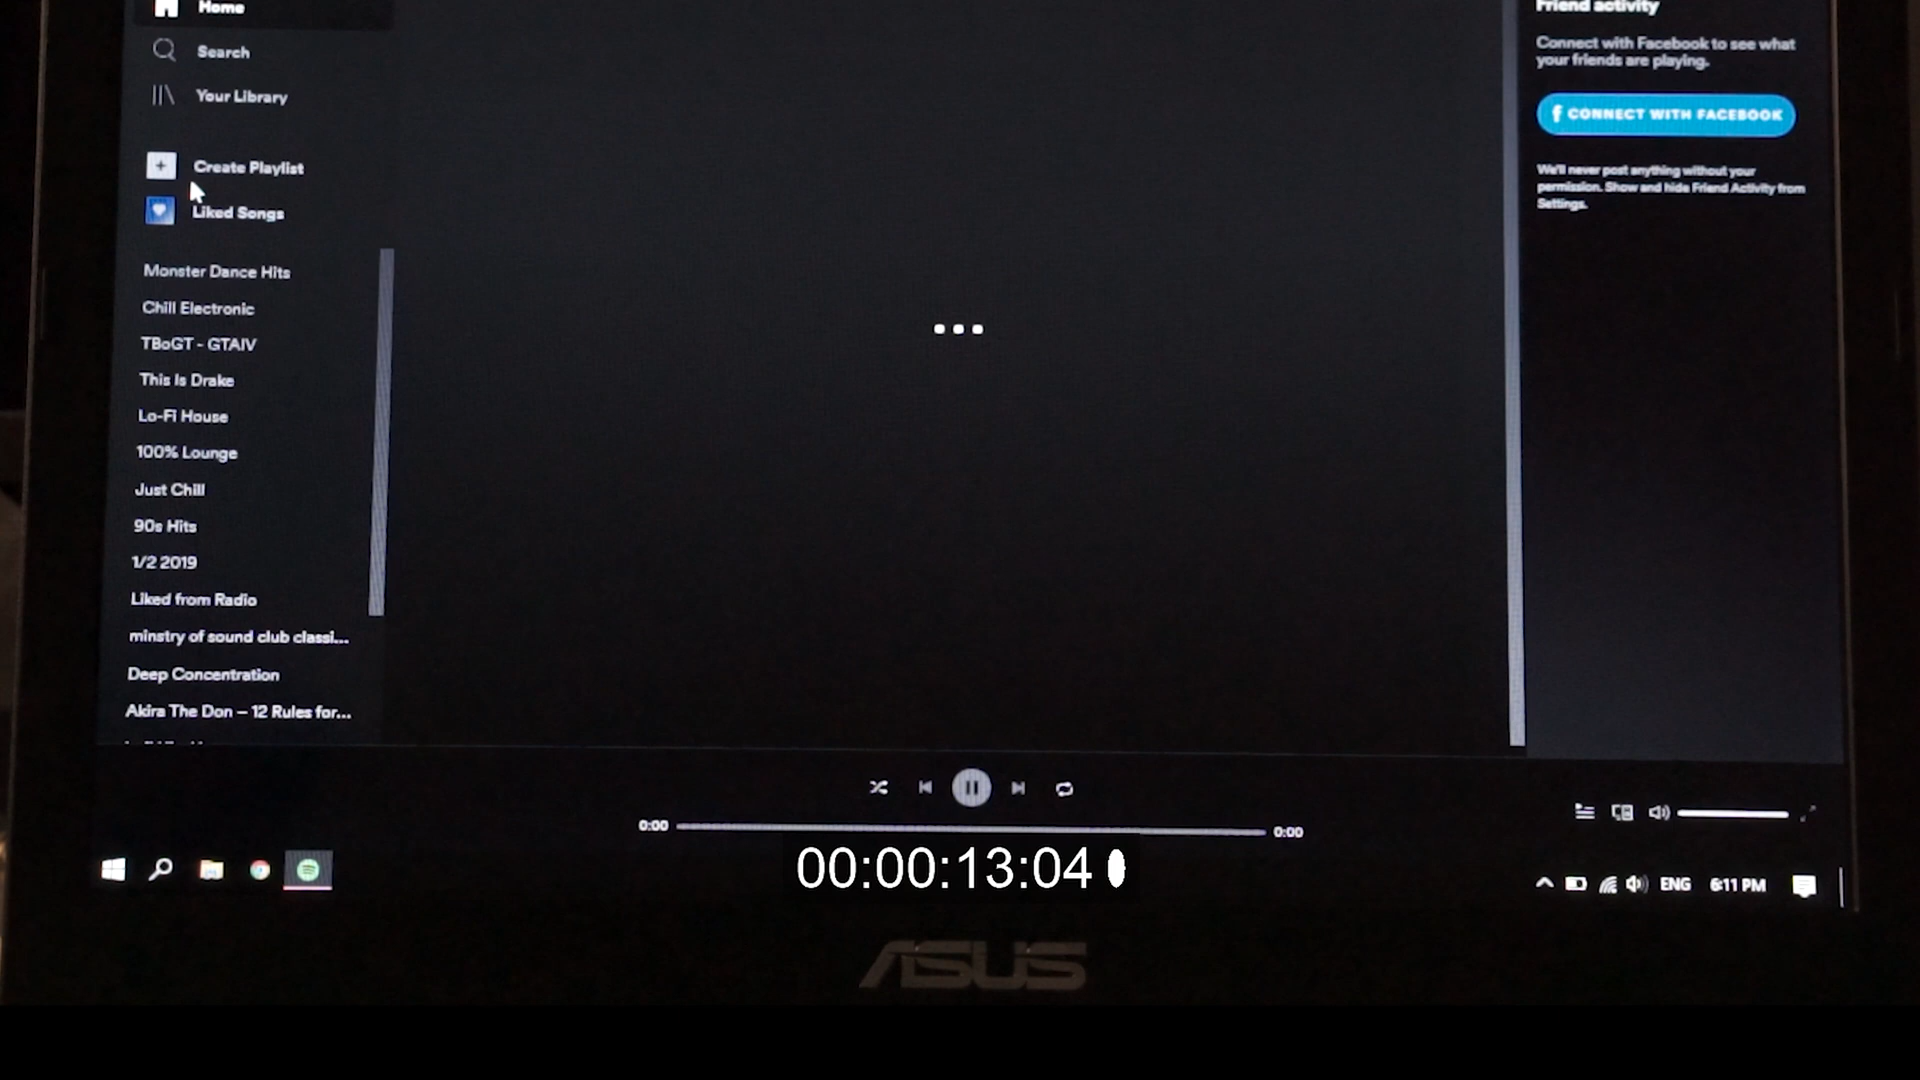 Home
Search
Your Library
Create Playlist
Liked Songs
Monster Dance Hits
Chill Electronic
TBoGT - GTAIV
This Is Drake
Lo-Fi House
100% Lounge
Just Chill
90s Hits
1/2 2019
Liked from Radio
minstry of sound club classi...
Deep Concentration
Akira The Don – 12 Rules for...
Friend activity
Connect with Facebook to see what
your friends are playing.
CONNECT WITH FACEBOOK
We'll never post anything without your
permission. Show and hide Friend Activity from
Settings.
0:00
0:00
00:00:13:04
ENG
6:11 PM
ASUS